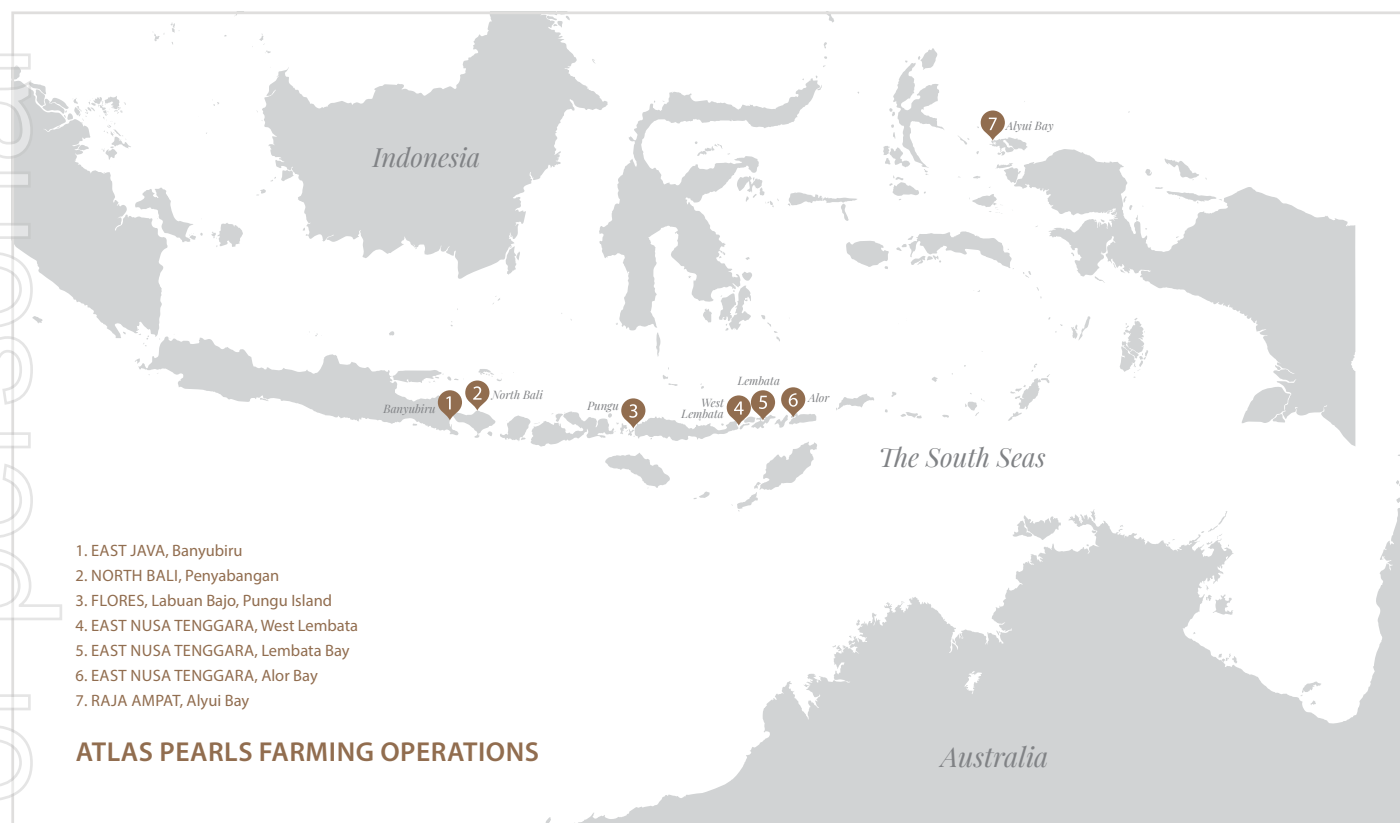 Indonesia
7
Alyui Bay
Lembata
2
North Bali
1
Banyubiru
Pungu
3
West
Lembata
4
5
6
Alor
The South Seas
1. EAST JAVA, Banyubiru
2. NORTH BALI, Penyabangan
3. FLORES, Labuan Bajo, Pungu Island
4. EAST NUSA TENGGARA, West Lembata
5. EAST NUSA TENGGARA, Lembata Bay
6. EAST NUSA TENGGARA, Alor Bay
7. RAJA AMPAT, Alyui Bay
ATLAS PEARLS FARMING OPERATIONS
Australia